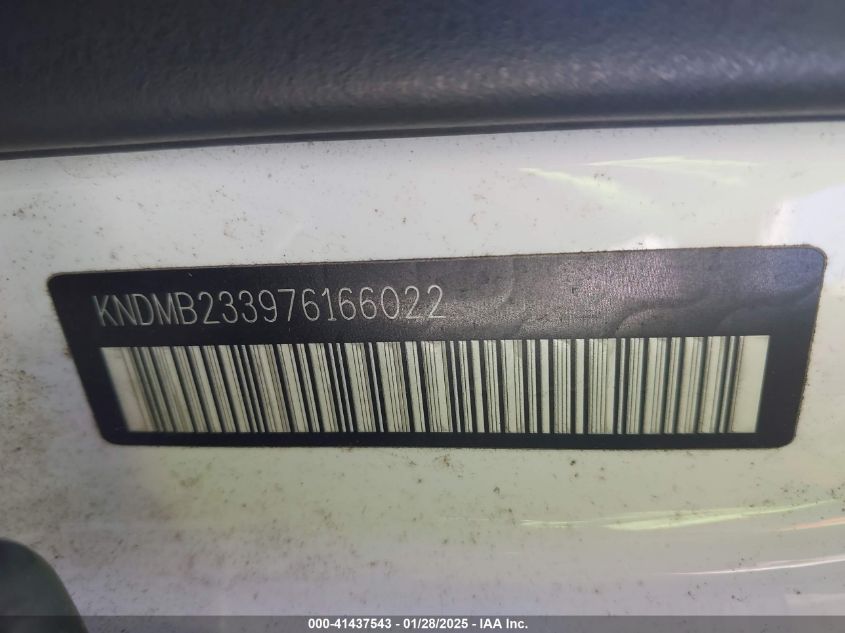 KNDMB233976166022
000-41437543 - 01/28/2025 - IAA Inc.